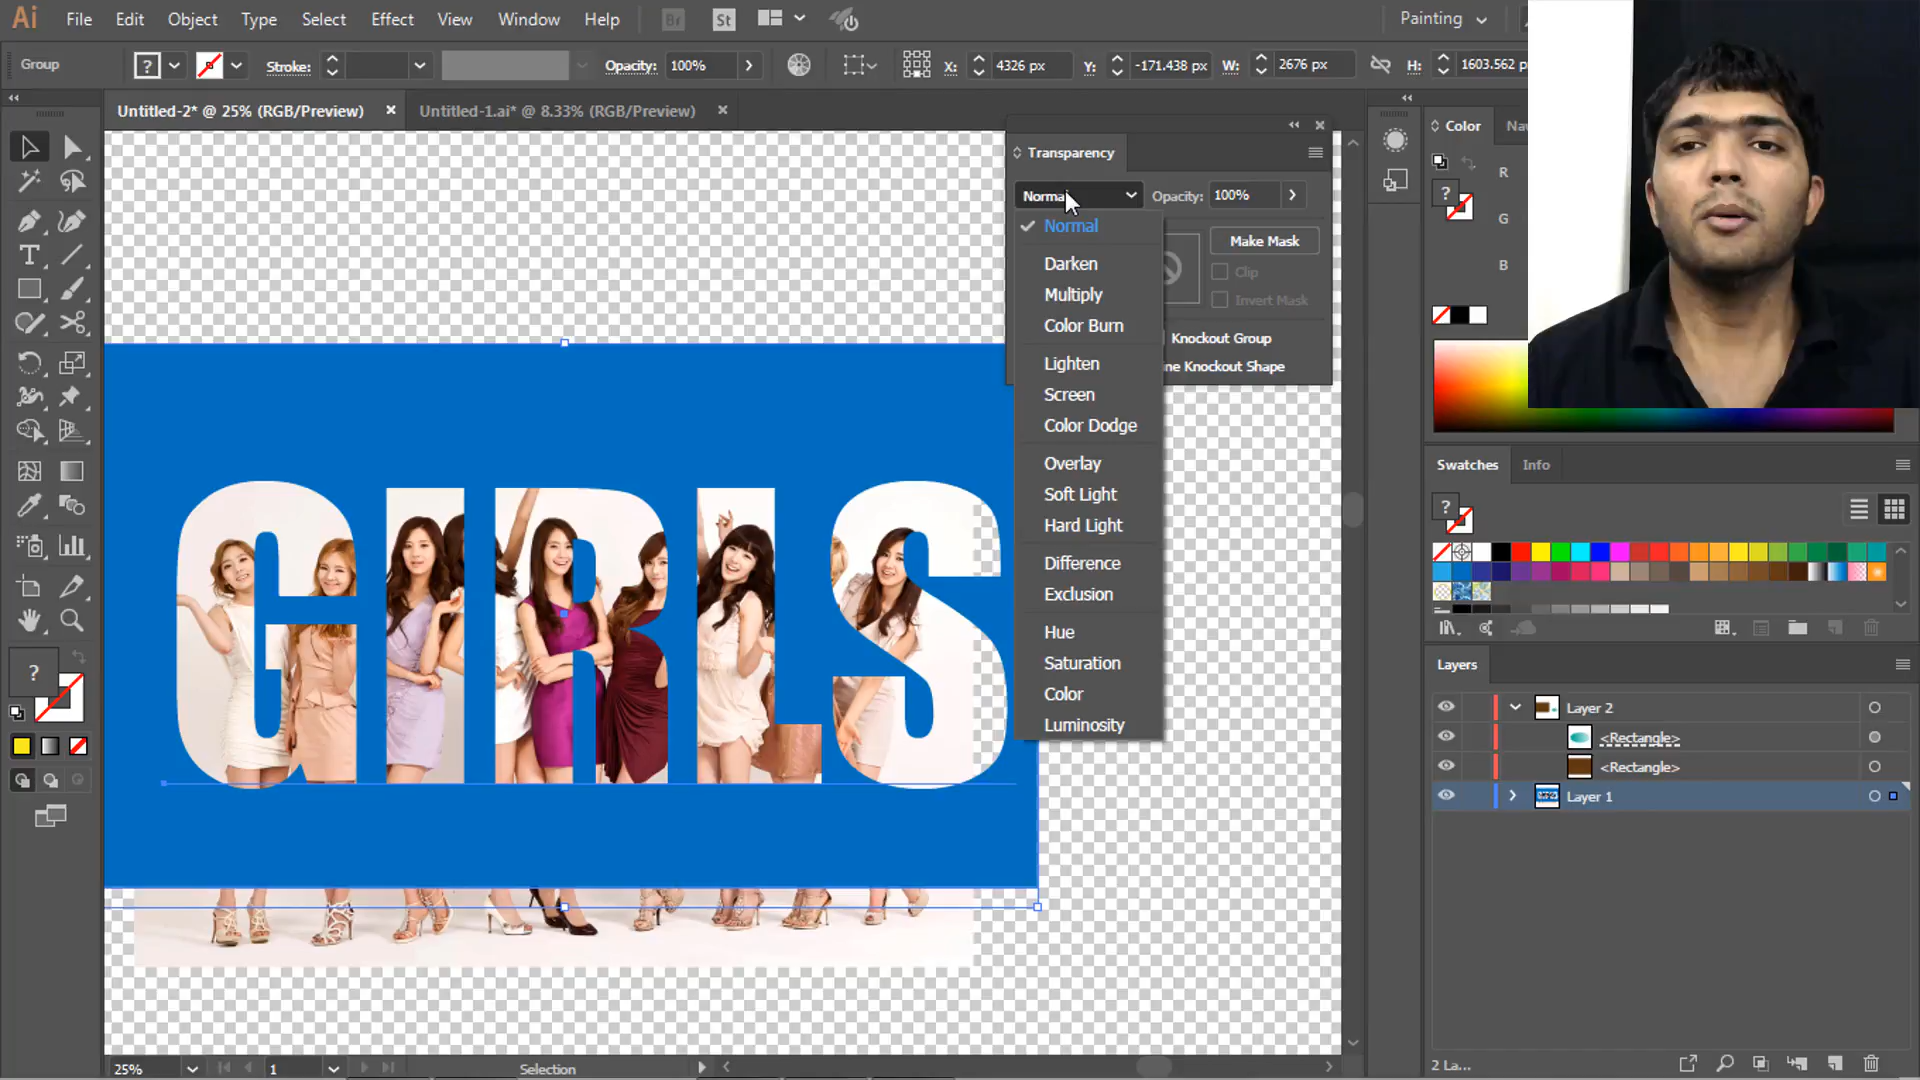 Ai File Edit Object Type Select Effect View Window Help Br St Painting
Group ? Stroke: Opacity: 100% X: 4326 px Y: -171.438 px W: 2676 px H: 1603.562 p
Untitled-2* @ 25% (RGB/Preview) × Untitled-1.ai* @ 8.33% (RGB/Preview) ×
Transparency
Normal Opacity: 100%
Normal
Make Mask
Darken
Clip
Multiply
Invert Mask
Color Burn
Knockout Group
Lighten
ne Knockout Shape
Screen
Color Dodge
Overlay
Soft Light
Hard Light
Difference
Exclusion
Hue
Saturation
Color
Luminosity
GIRLS
Color Na
R
G
B
Swatches Info
Layers
Layer 2
<Rectangle>
<Rectangle>
Layer 1
2 La...
25% 1 Selection